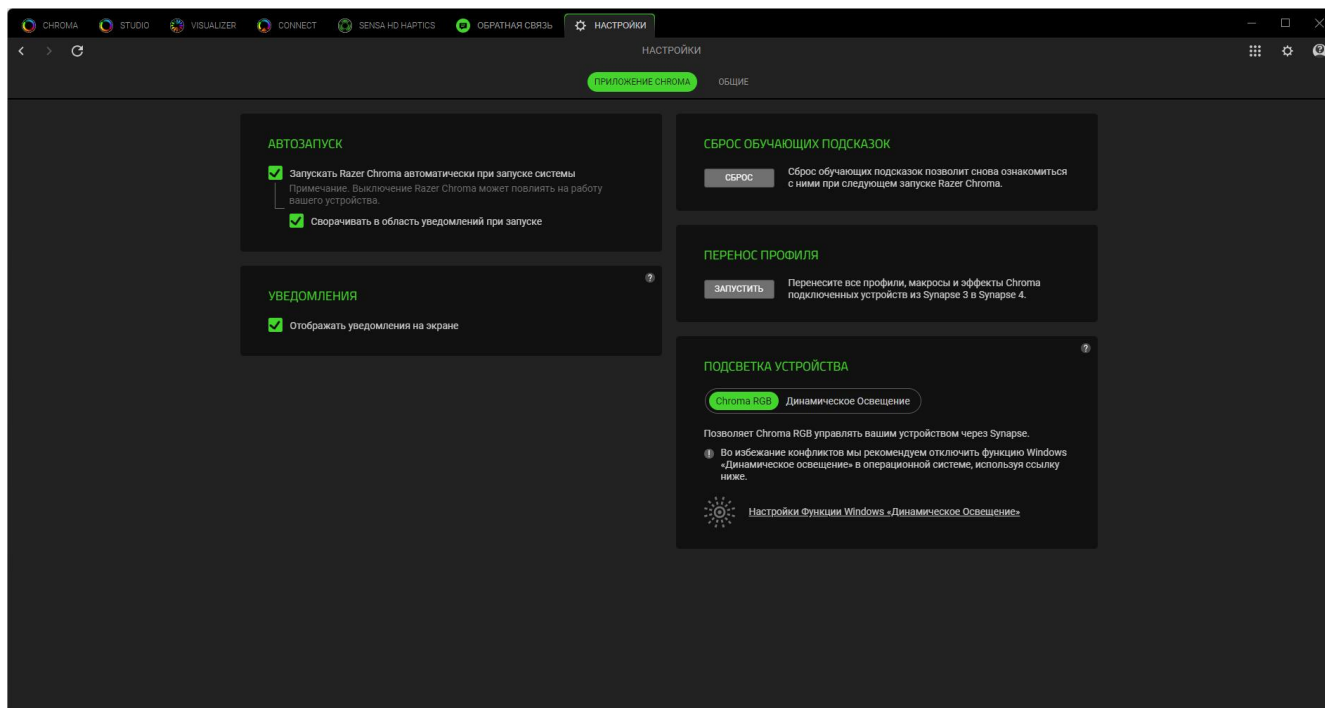 CHROMA
STUDIO
VISUALIZER
CONNECT
SENSA HD HAPTICS
ОБРАТНАЯ СВЯЗЬ
НАСТРОЙКИ
НАСТРОЙКИ
ПРИЛОЖЕНИЕ CHROMA
ОБЩИЕ
АВТОЗАПУСК
Запускать Razer Chroma автоматически при запуске системы
Примечание. Выключение Razer Chroma может повлиять на работу
вашего устройства.
Сворачивать в область уведомлений при запуске
УВЕДОМЛЕНИЯ
Отображать уведомления на экране
СБРОС ОБУЧАЮЩИХ ПОДСКАЗОК
СБРОС
Сброс обучающих подсказок позволит снова ознакомиться
с ними при следующем запуске Razer Chroma.
ПЕРЕНОС ПРОФИЛЯ
ЗАПУСТИТЬ
Перенесите все профили, макросы и эффекты Chroma
подключенных устройств из Synapse 3 в Synapse 4.
ПОДСВЕТКА УСТРОЙСТВА
Chroma RGB
Динамическое Освещение
Позволяет Chroma RGB управлять вашим устройством через Synapse.
Во избежание конфликтов мы рекомендуем отключить функцию Windows
«Динамическое освещение» в операционной системе, используя ссылку
ниже.
Настройки Функции Windows «Динамическое Освещение»